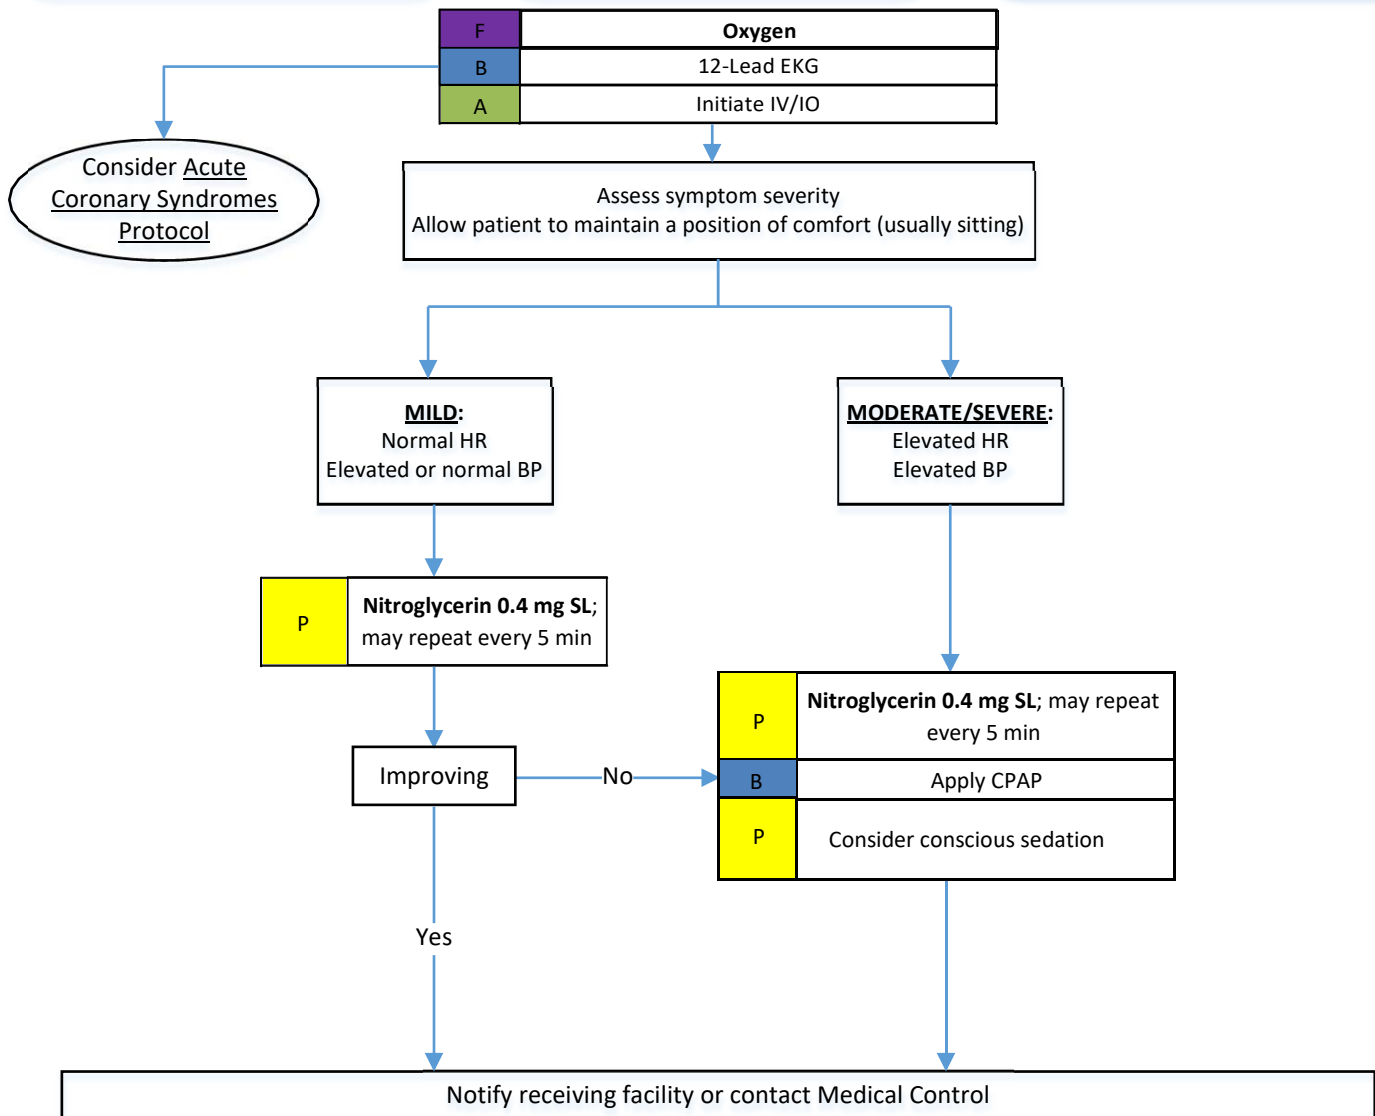 F Oxygen
B 12-Lead EKG
A Initiate IV/IO
Consider Acute
Coronary Syndromes
Protocol
Assess symptom severity
Allow patient to maintain a position of comfort (usually sitting)
MILD:
Normal HR
Elevated or normal BP
MODERATE/SEVERE:
Elevated HR
Elevated BP
P
Nitroglycerin 0.4 mg SL;
may repeat every 5 min
P
Nitroglycerin 0.4 mg SL; may repeat
every 5 min
Improving
No
B Apply CPAP
P Consider conscious sedation
Yes
Notify receiving facility or contact Medical Control